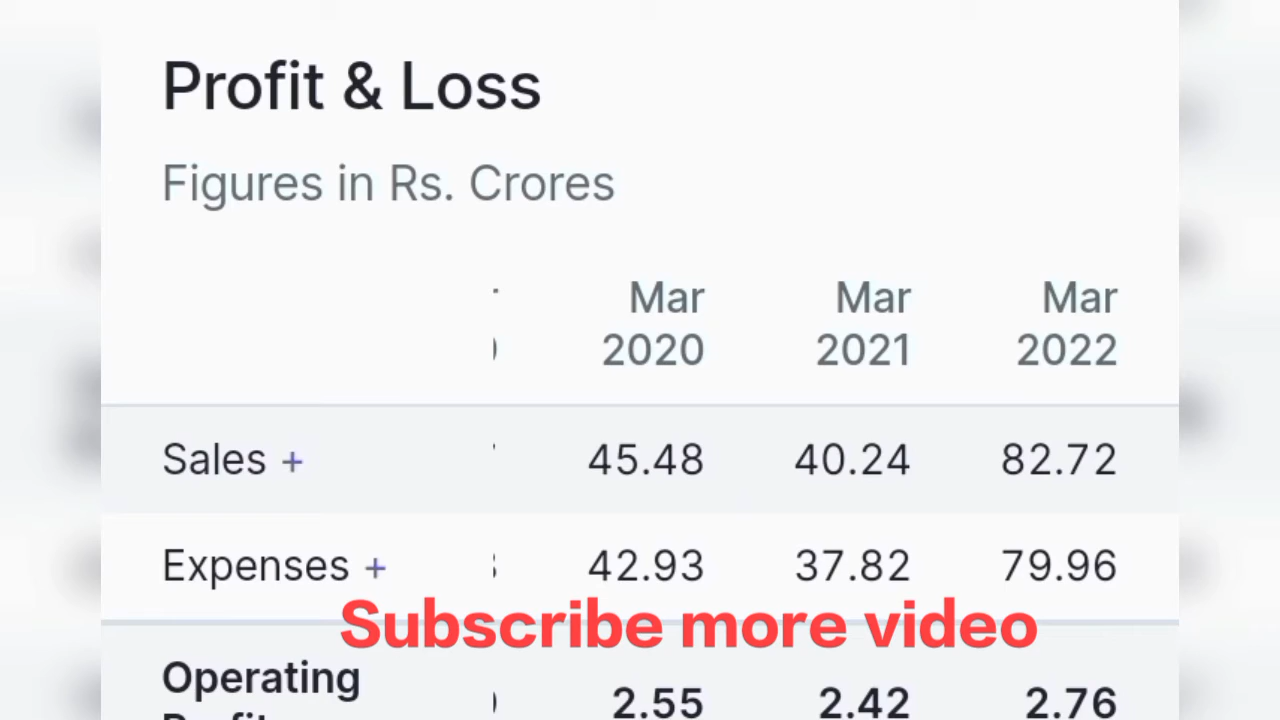 Profit & Loss
Figures in Rs. Crores
Mar Mar Mar
2020 2021 2022
Sales + 45.48 40.24 82.72
Expenses + 42.93 37.82 79.96
Subscribe more video
Operating
Profit 2.55 2.42 2.76